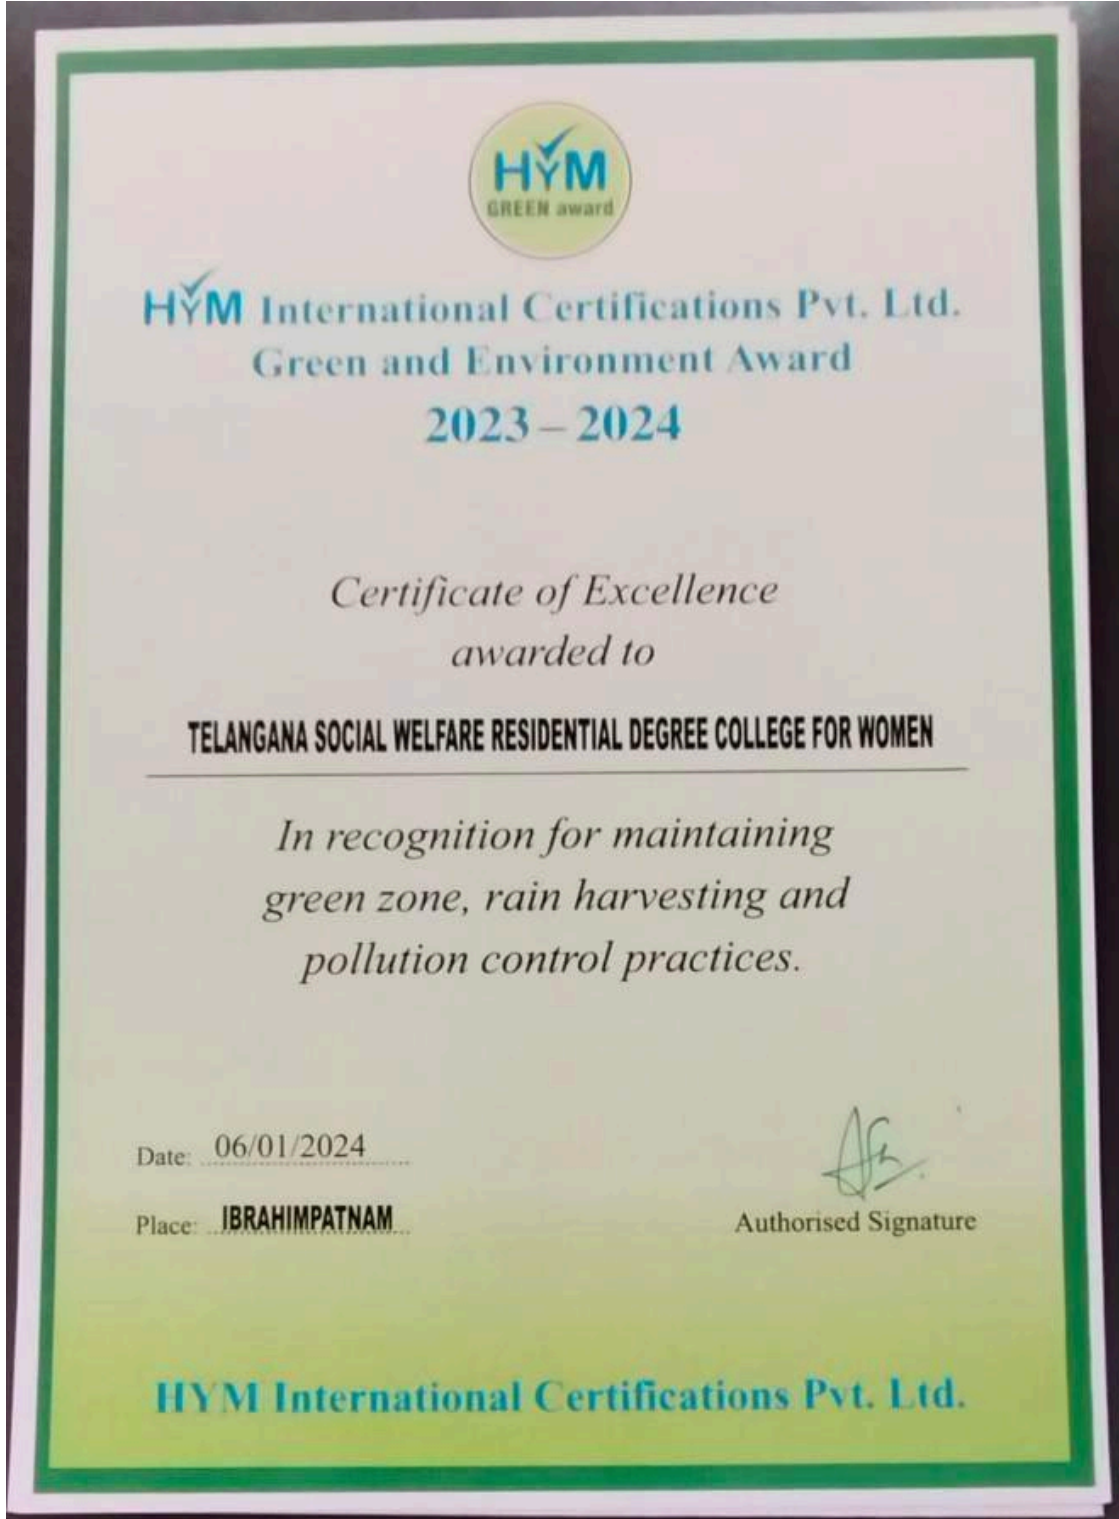 HYM
GREEN award
HYM International Certifications Pvt. Ltd.
Green and Environment Award
2023 – 2024
Certificate of Excellence
awarded to
TELANGANA SOCIAL WELFARE RESIDENTIAL DEGREE COLLEGE FOR WOMEN
In recognition for maintaining
green zone, rain harvesting and
pollution control practices.
Date: 06/01/2024
Place: IBRAHIMPATNAM
Authorised Signature
HYM International Certifications Pvt. Ltd.